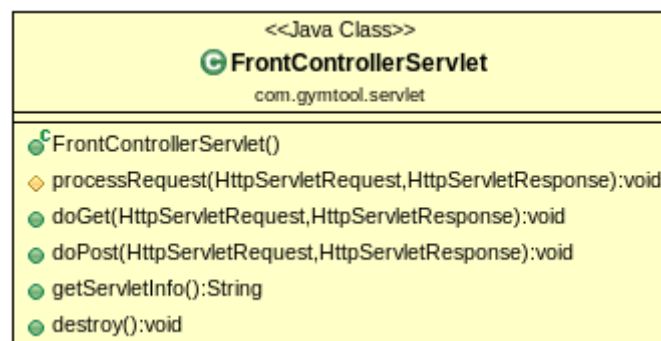 <<Java Class>>
FrontControllerServlet
com.gymtool.servlet
FrontControllerServlet()
processRequest(HttpServletRequest,HttpServletResponse):void
doGet(HttpServletRequest,HttpServletResponse):void
doPost(HttpServletRequest,HttpServletResponse):void
getServletInfo():String
destroy():void